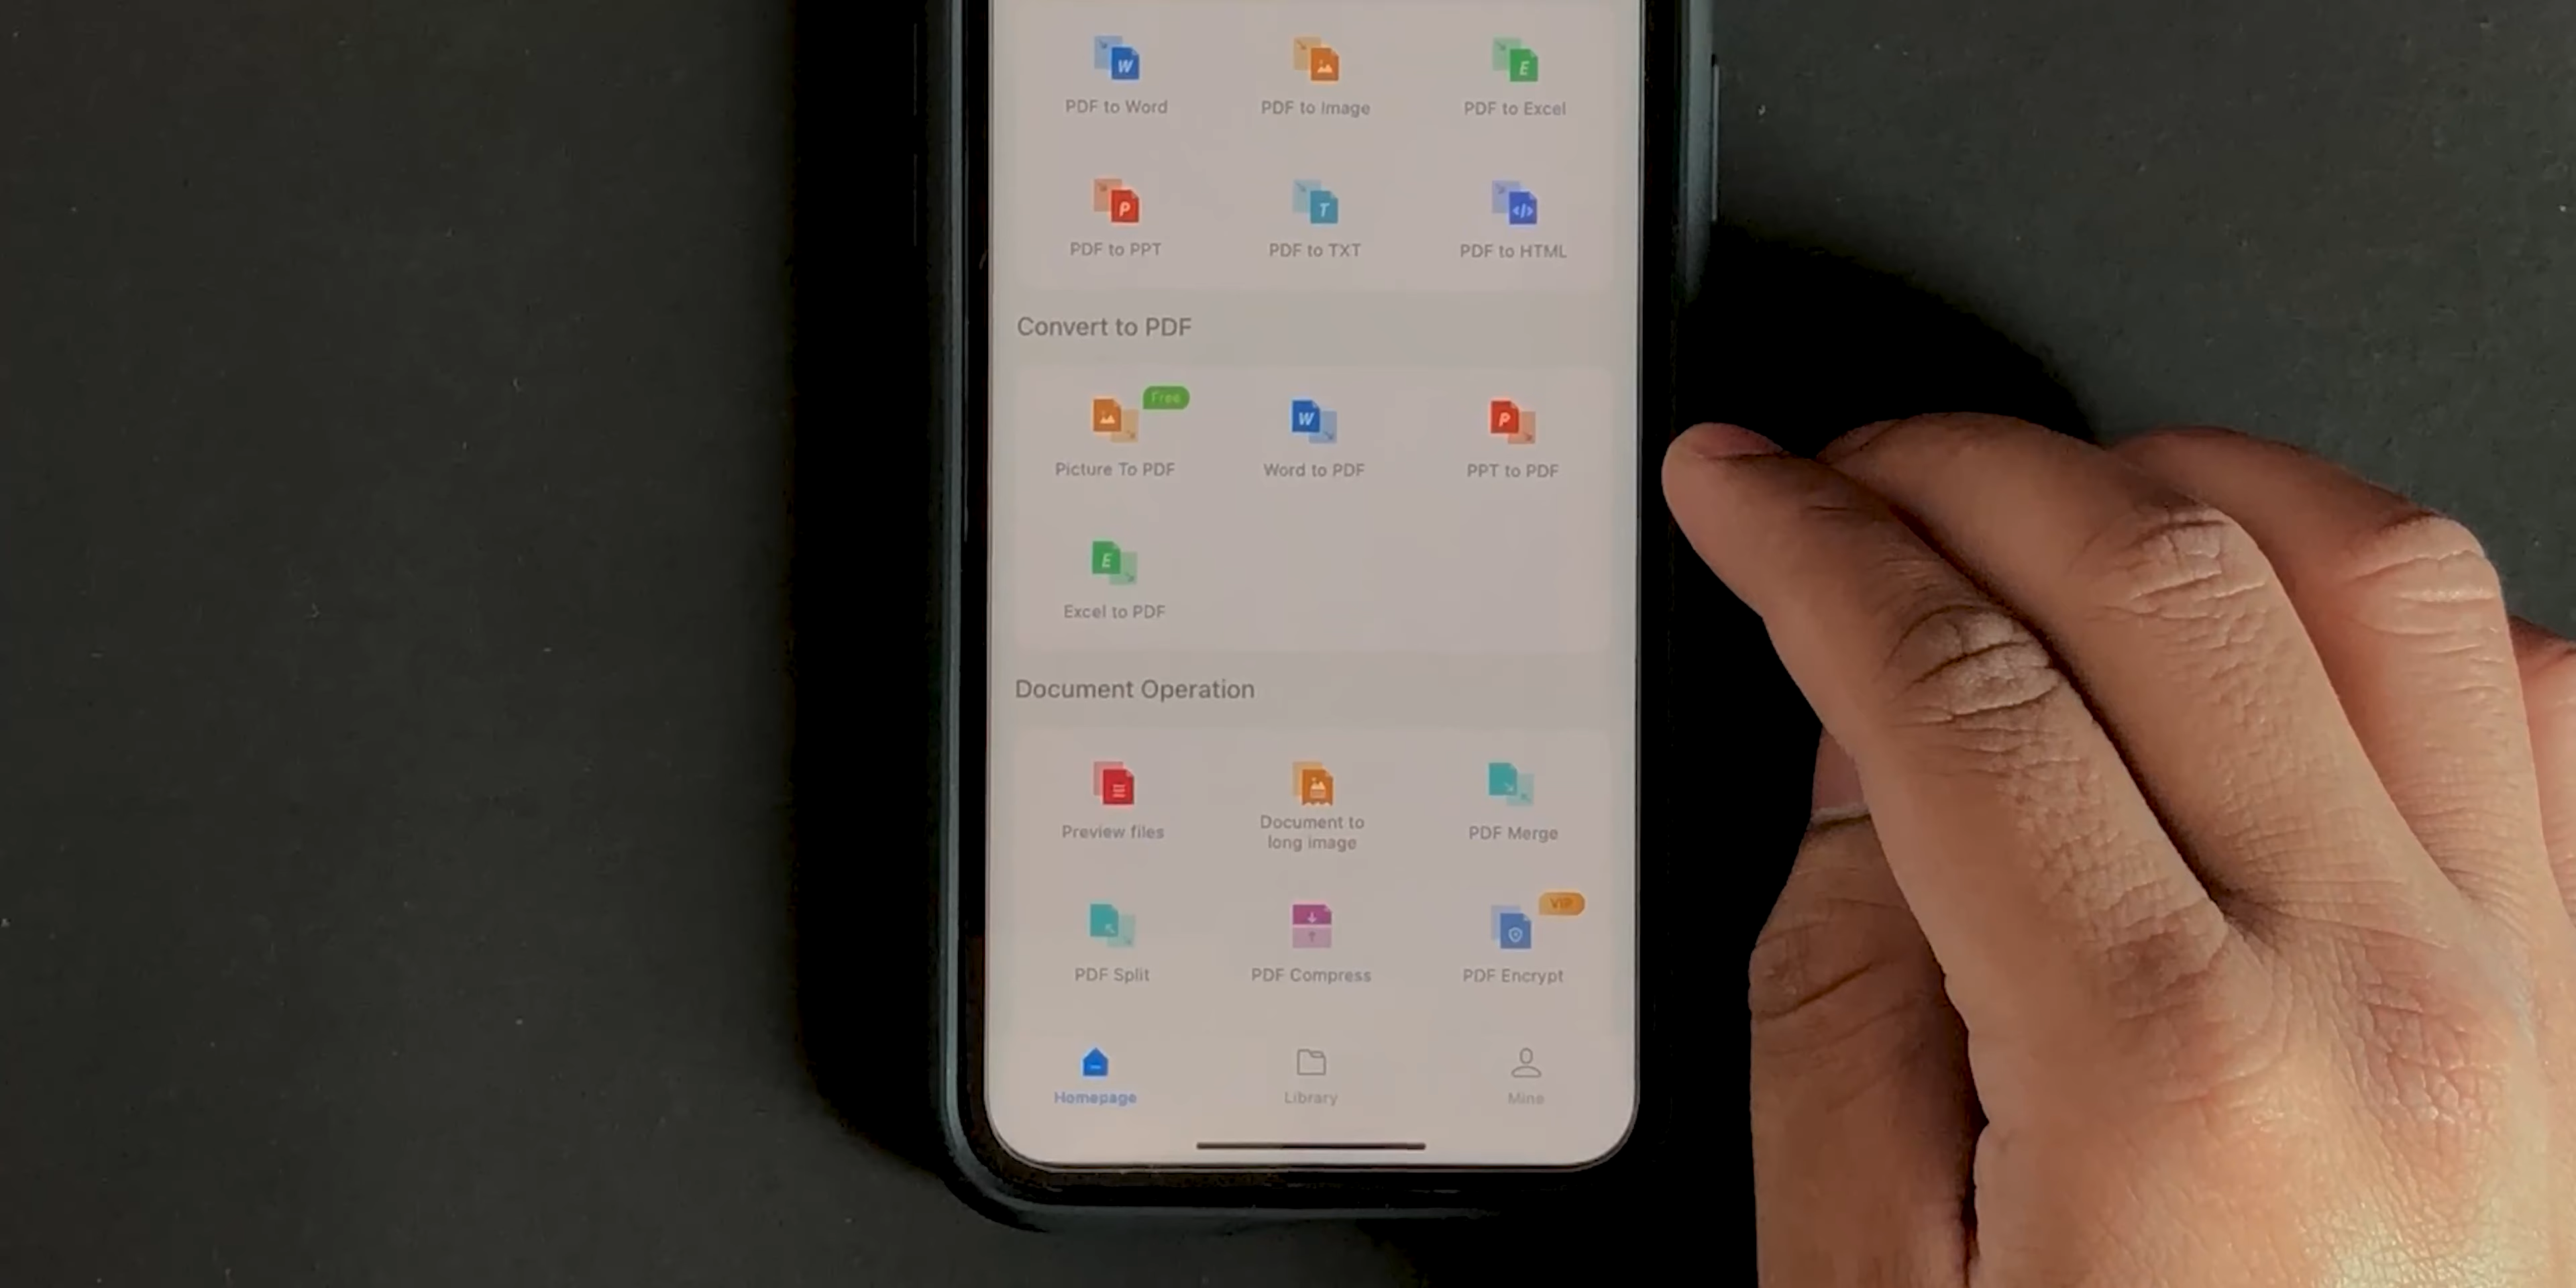 W
E
PDF to Word
PDF to Image
PDF to Excel
P
T
</>
PDF to PPT
PDF to TXT
PDF to HTML
Convert to PDF
Free
W
P
Picture To PDF
Word to PDF
PPT to PDF
E
Excel to PDF
Document Operation
Preview files
Document to
long image
PDF Merge
VIP
PDF Split
PDF Compress
PDF Encrypt
Homepage
Library
Mine